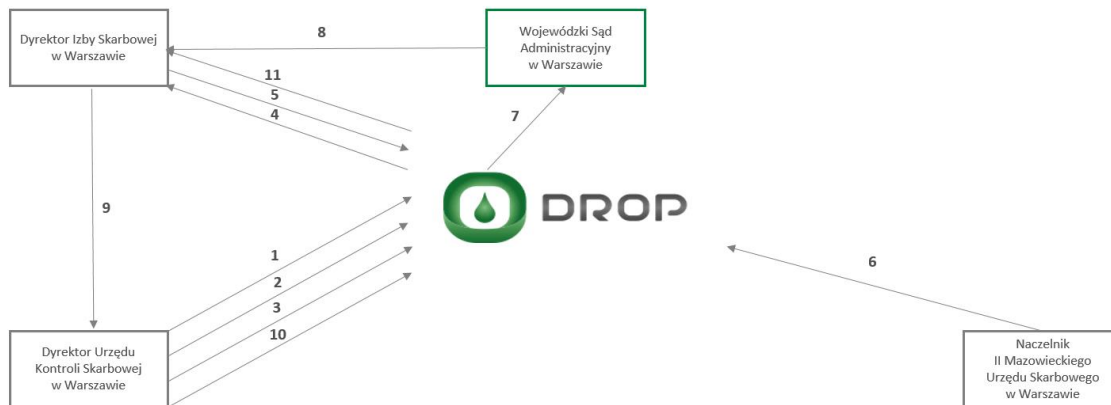 Dyrektor Izby Skarbowej
w Warszawie
8
Wojewódzki Sąd
Administracyjny
w Warszawie
11
5
4
7
DROP
9
1
2
3
10
6
Dyrektor Urzędu
Kontroli Skarbowej
w Warszawie
Naczelnik
II Mazowieckiego
Urzędu Skarbowego
w Warszawie